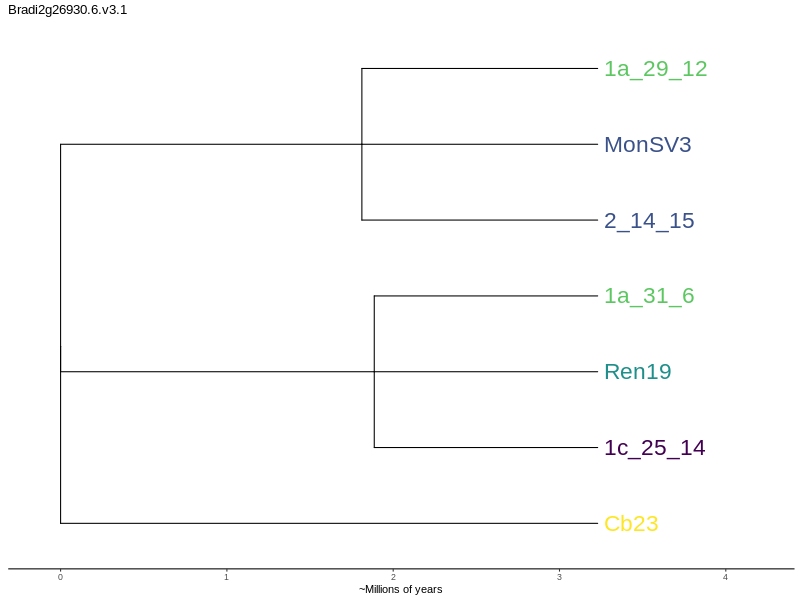 Bradi2g26930.6.v3.1
1a_29_12
MonSV3
2_14_15
1a_31_6
Ren19
1c_25_14
Cb23
0 1 2 3 4
~Millions of years